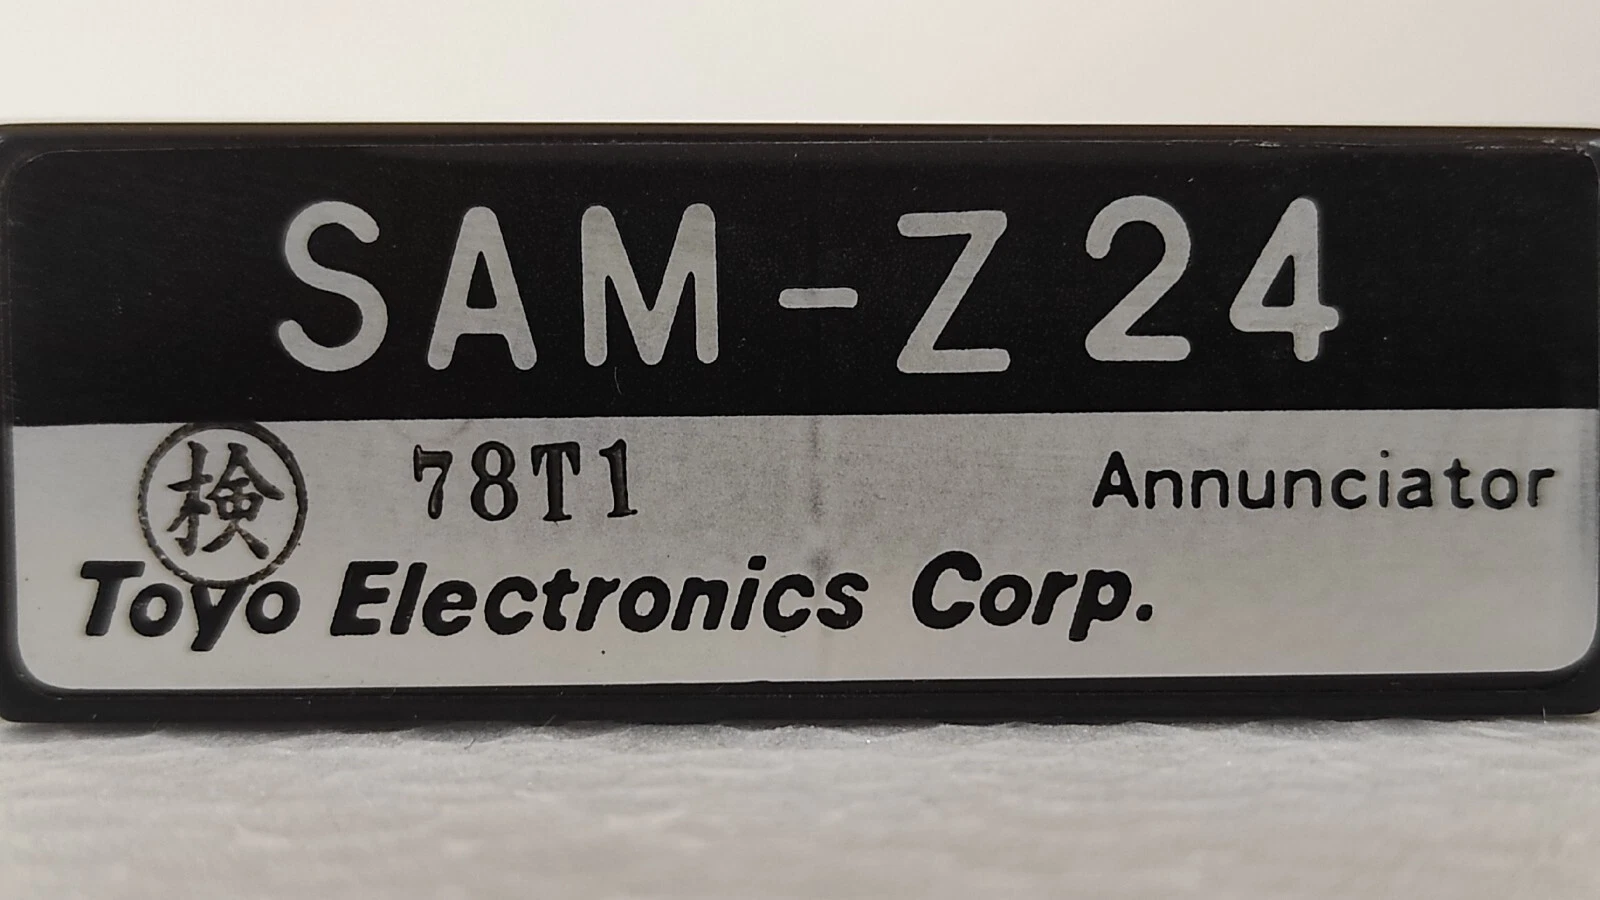 SAM-Z24
検 78T1 Annunciator
Toyo Electronics Corp.